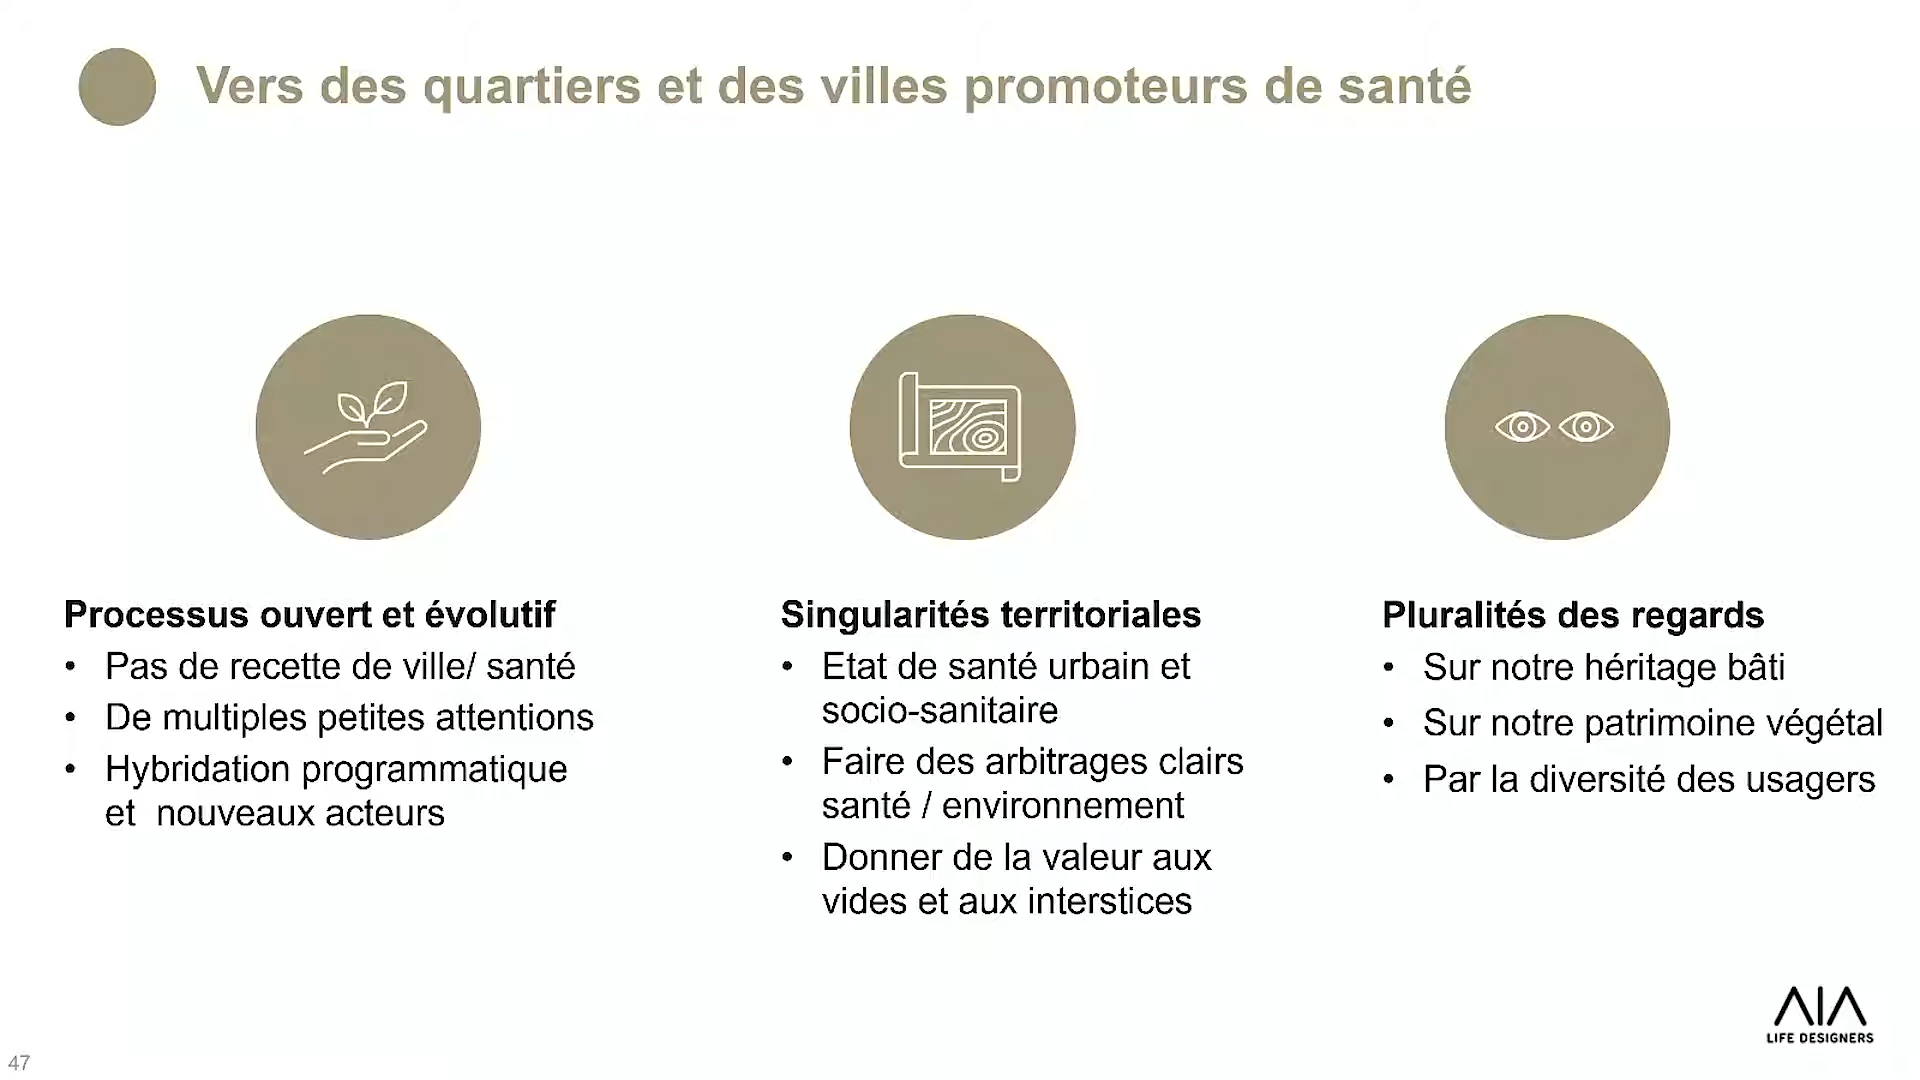 Vers des quartiers et des villes promoteurs de santé
Processus ouvert et évolutif
• Pas de recette de ville/ santé
• De multiples petites attentions
• Hybridation programmatique
et  nouveaux acteurs
Singularités territoriales
• Etat de santé urbain et
socio-sanitaire
• Faire des arbitrages clairs
santé / environnement
• Donner de la valeur aux
vides et aux interstices
Pluralités des regards
• Sur notre héritage bâti
• Sur notre patrimoine végétal
• Par la diversité des usagers
AIA
LIFE DESIGNERS
47